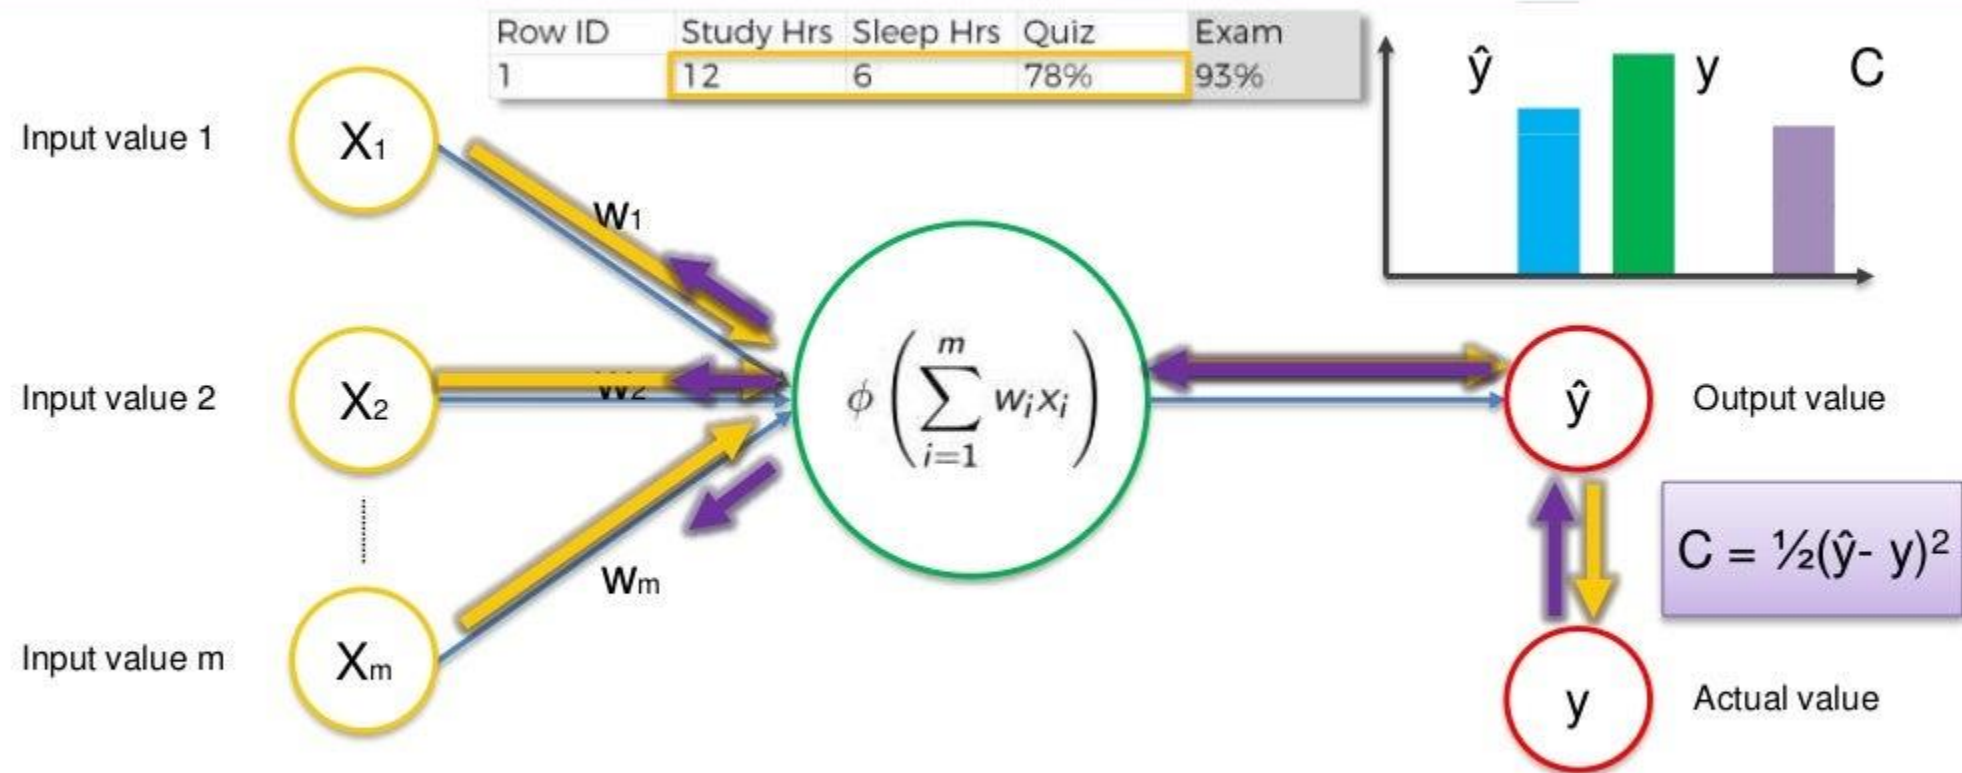 Row ID Study Hrs Sleep Hrs Quiz Exam
1 12 6 78% 93%
ŷ y C
Input value 1
X1
w1
Input value 2
X2
w2
ϕ ( ∑ i=1 m wixi )
ŷ
Output value
C = ½(ŷ- y)²
wm
Input value m
Xm
y
Actual value